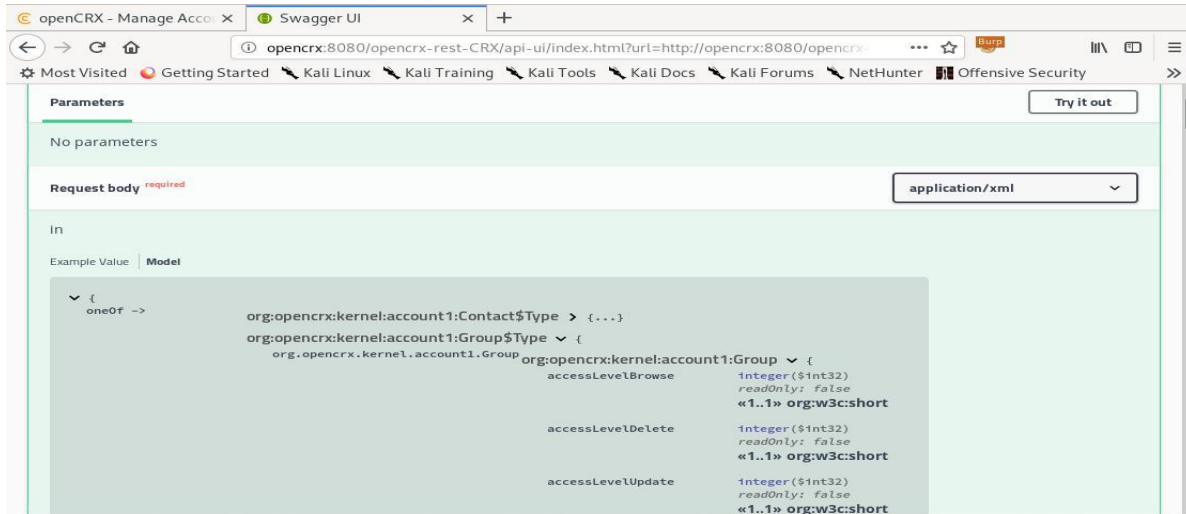 openCRX - Manage Acco
Swagger UI
opencrx:8080/opencrx-rest-CRX/api-ui/index.html?url=http://opencrx:8080/opencrx-
Burp
Most Visited Getting Started Kali Linux Kali Training Kali Tools Kali Docs Kali Forums NetHunter Offensive Security
Parameters Try it out
No parameters
Request body required application/xml
in
Example Value Model
{
oneOf ->
org:opencrx:kernel:account1:Contact$Type > {...}
org:opencrx:kernel:account1:Group$Type {
org.opencrx.kernel.account1.Group org:opencrx:kernel:account1:Group {
accessLevelBrowse integer($int32)
readOnly: false
«1..1» org:w3c:short
accessLevelDelete integer($int32)
readOnly: false
«1..1» org:w3c:short
accessLevelUpdate integer($int32)
readOnly: false
«1..1» org:w3c:short